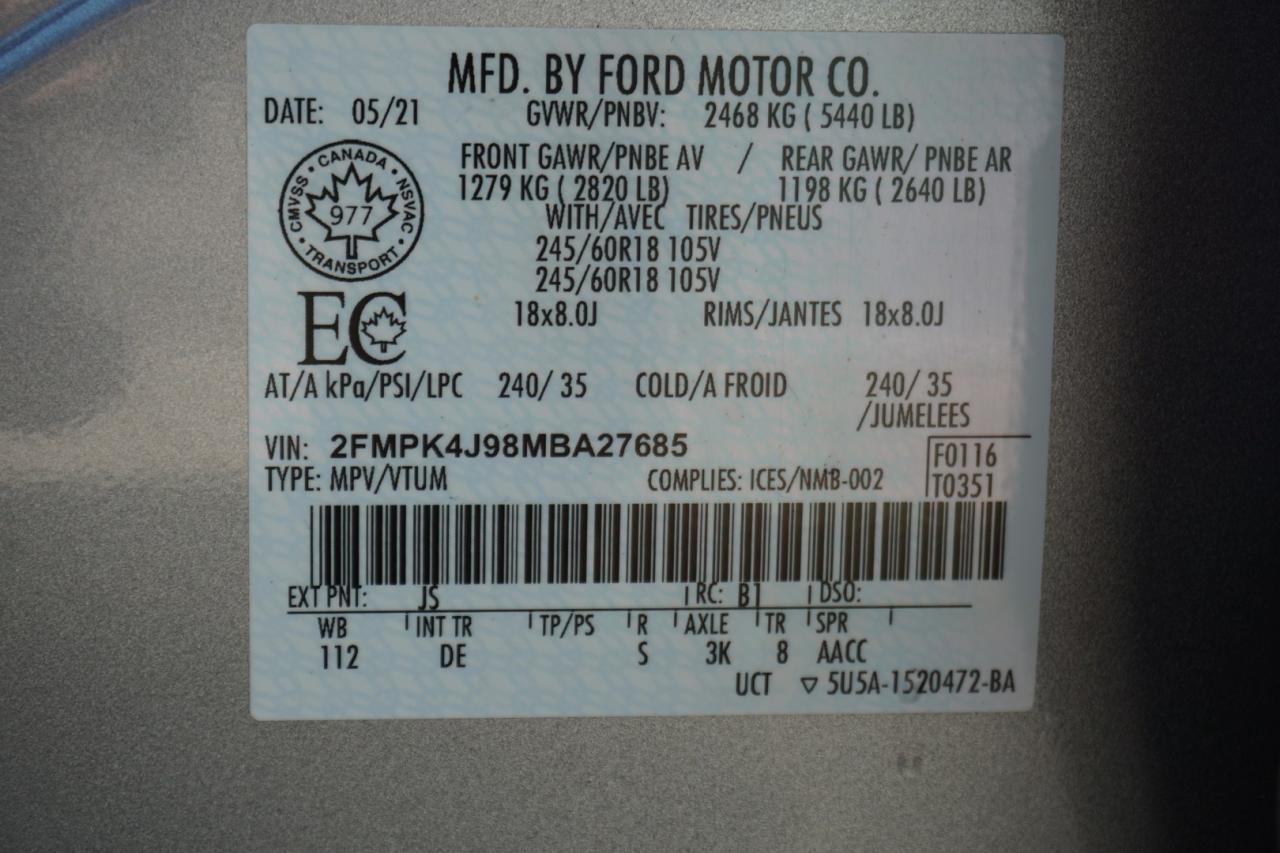 MFD. BY FORD MOTOR CO.
DATE: 05/21 GVWR/PNBV: 2468 KG ( 5440 LB)
FRONT GAWR/PNBE AV / REAR GAWR/ PNBE AR
1279 KG ( 2820 LB) 1198 KG ( 2640 LB)
WITH/AVEC TIRES/PNEUS
245/60R18 105V
245/60R18 105V
18x8.0J RIMS/JANTES 18x8.0J
CANADA • NSVAC • TRANSPORT • CMVSS •
977
EC
AT/A kPa/PSI/LPC 240/ 35 COLD/A FROID 240/ 35
/JUMELEES
VIN: 2FMPK4J98MBA27685
F0116
TYPE: MPV/VTUM COMPLIES: ICES/NMB-002 T0351
EXT PNT: JS RC: B1 DSO:
WB INT TR TP/PS R AXLE TR SPR
112 DE S 3K 8 AACC
UCT ▽ 5U5A-1520472-BA